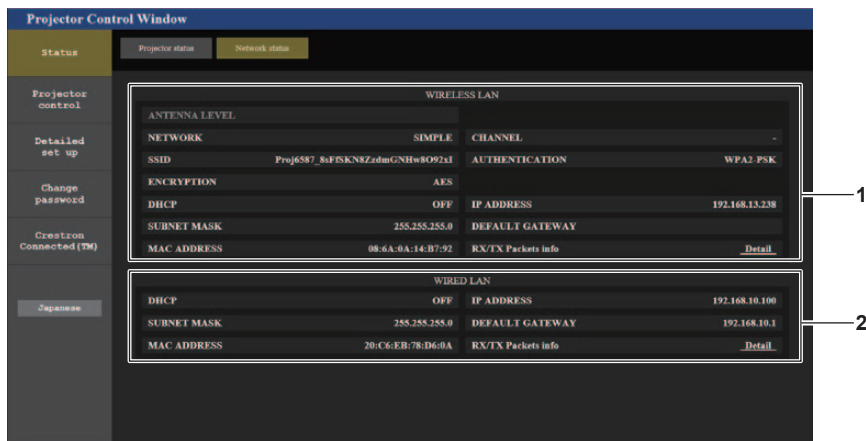 Projector Control Window
Status
Projector status
Network status
Projector
control
Detailed
set up
Change
password
Crestron
Connected(TM)
Japanese
WIRELESS LAN
ANTENNA LEVEL
NETWORK SIMPLE CHANNEL -
SSID Proj6587_8sFfSKN8ZzdmGNHw8O92xI AUTHENTICATION WPA2-PSK
ENCRYPTION AES
DHCP OFF IP ADDRESS 192.168.13.238
SUBNET MASK 255.255.255.0 DEFAULT GATEWAY
MAC ADDRESS 08:6A:0A:14:B7:92 RX/TX Packets info Detail
1
WIRED LAN
DHCP OFF IP ADDRESS 192.168.10.100
SUBNET MASK 255.255.255.0 DEFAULT GATEWAY 192.168.10.1
MAC ADDRESS 20:C6:EB:78:D6:0A RX/TX Packets info Detail
2